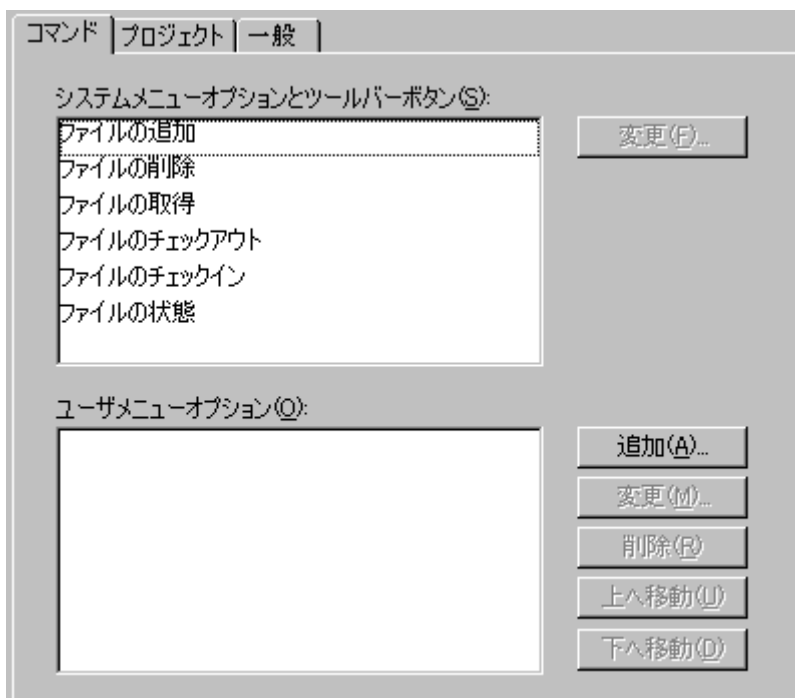 コマンド プロジェクト 一般
システムメニューオプションとツールバーボタン(S):
ファイルの追加
変更(F)...
ファイルの削除
ファイルの取得
ファイルのチェックアウト
ファイルのチェックイン
ファイルの状態
ユーザメニューオプション(O):
追加(A)...
変更(M)...
削除(R)
上へ移動(U)
下へ移動(D)